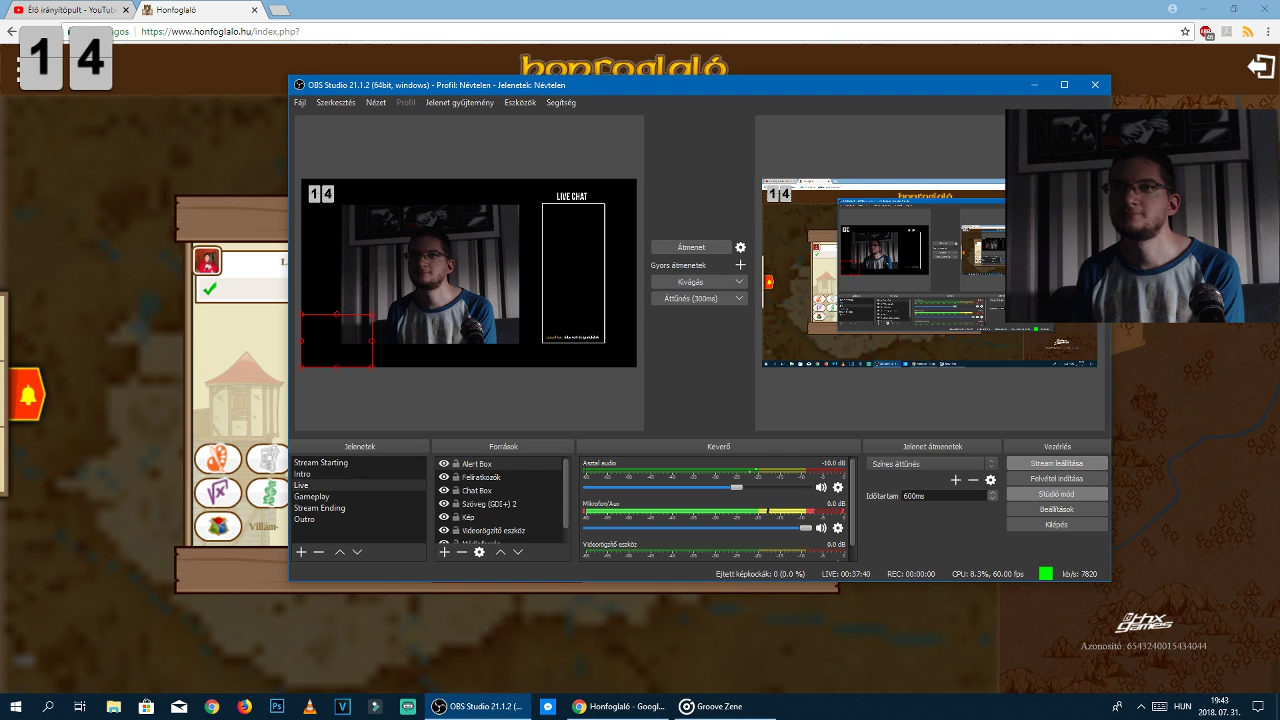 Élő irányítópult - YouTube
Honfoglaló
https://www.honfoglalo.hu/index.php?
14
honfoglaló
OBS Studio 21.1.2 (64bit, windows) - Profil: Névtelen - Jelenetek: Névtelen
Fájl Szerkesztés Nézet Profil Jelenet gyűjtemény Eszközök Segítség
14
LIVE CHAT
Átmenet
Gyors átmenetek
Kivágás
Áttűnés (300ms)
L
Villám-
Jelenetek
Stream Starting
Intro
Live
Gameplay
Stream Ending
Outro
Források
Alert Box
Feliratkozók
Chat Box
Szöveg (GDI+) 2
Kép
Videorögzítő eszköz
Keverő
Asztal audio -10.0 dB
Mikrofon/Aux 0.0 dB
Videorögzítő eszköz 0.0 dB
Jelenet átmenetek
Színes áttűnés
Időtartam 600ms
Vezérlés
Stream leállítása
Felvétel indítása
Stúdió mód
Beállítások
Kilépés
Ejtett képkockák: 0 (0.0 %) LIVE: 00:37:40 REC: 00:00:00 CPU: 8.3%, 60.00 fps kb/s: 7820
thx games
Azonosító: 6543240015434044
OBS Studio 21.1.2 (...
Honfoglaló - Googl...
Groove Zene
HUN
19:43
2018. 07. 31.